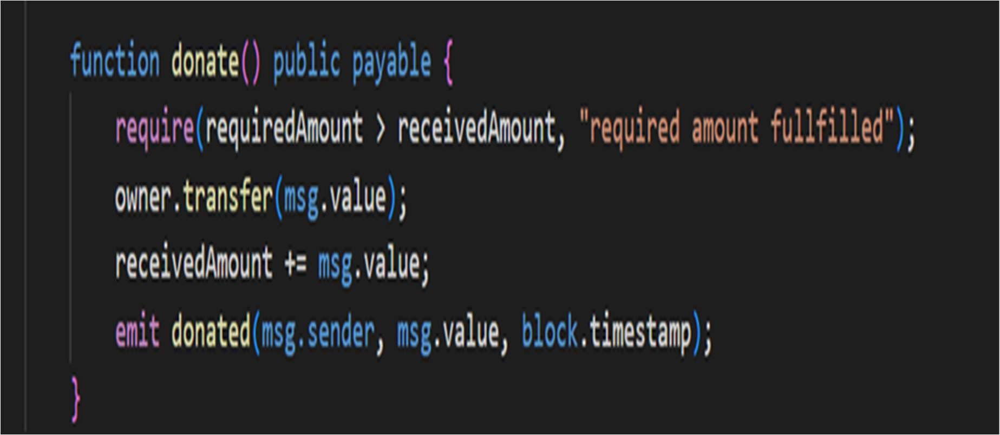 function donate() public payable {
require(requiredAmount > receivedAmount, "required amount fullfilled");
owner.transfer(msg.value);
receivedAmount += msg.value;
emit donated(msg.sender, msg.value, block.timestamp);
}